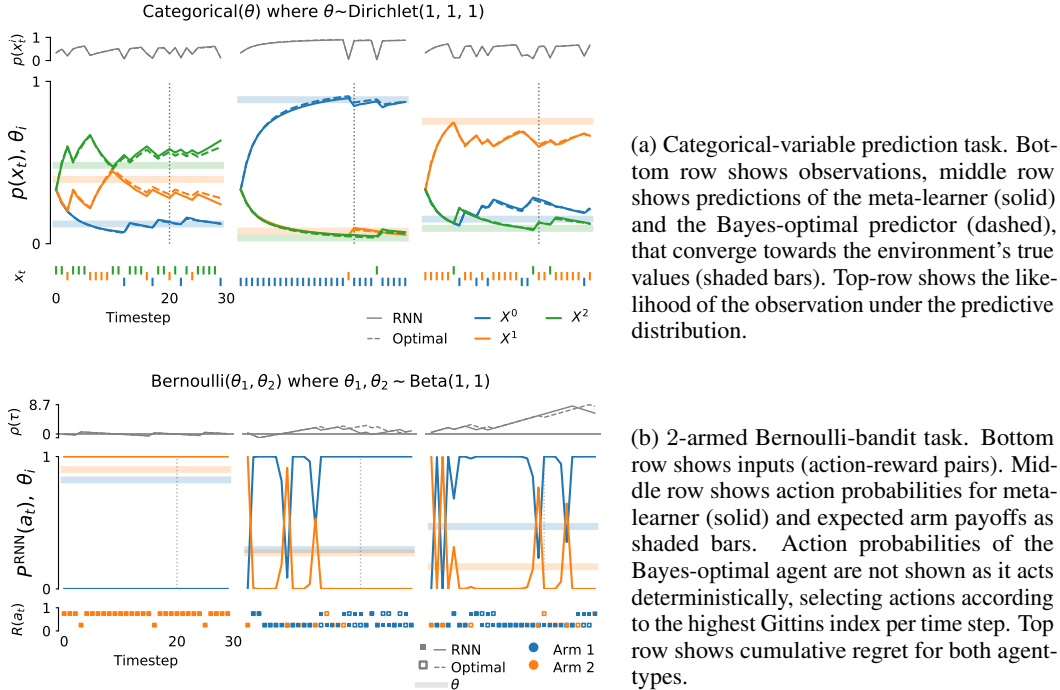 Categorical(θ) where θ~Dirichlet(1, 1, 1)
p(xᵢₜ)
1
0
p(xₜ), θᵢ
1
0
xₜ
0 20 30
Timestep
RNN
Optimal
X⁰
X¹
X²
(a) Categorical-variable prediction task. Bot-
tom row shows observations, middle row
shows predictions of the meta-learner (solid)
and the Bayes-optimal predictor (dashed),
that converge towards the environment's true
values (shaded bars). Top-row shows the like-
lihood of the observation under the predictive
distribution.
Bernoulli(θ₁, θ₂) where θ₁, θ₂ ~ Beta(1, 1)
ρ(τ)
8.7
0
Pᴿᴺᴺ(aₜ), θᵢ
1
0
R(aₜ)
1
0
0 20 30
Timestep
RNN
Optimal
θ
Arm 1
Arm 2
(b) 2-armed Bernoulli-bandit task. Bottom
row shows inputs (action-reward pairs). Mid-
dle row shows action probabilities for meta-
learner (solid) and expected arm payoffs as
shaded bars. Action probabilities of the
Bayes-optimal agent are not shown as it acts
deterministically, selecting actions according
to the highest Gittins index per time step. Top
row shows cumulative regret for both agent-
types.